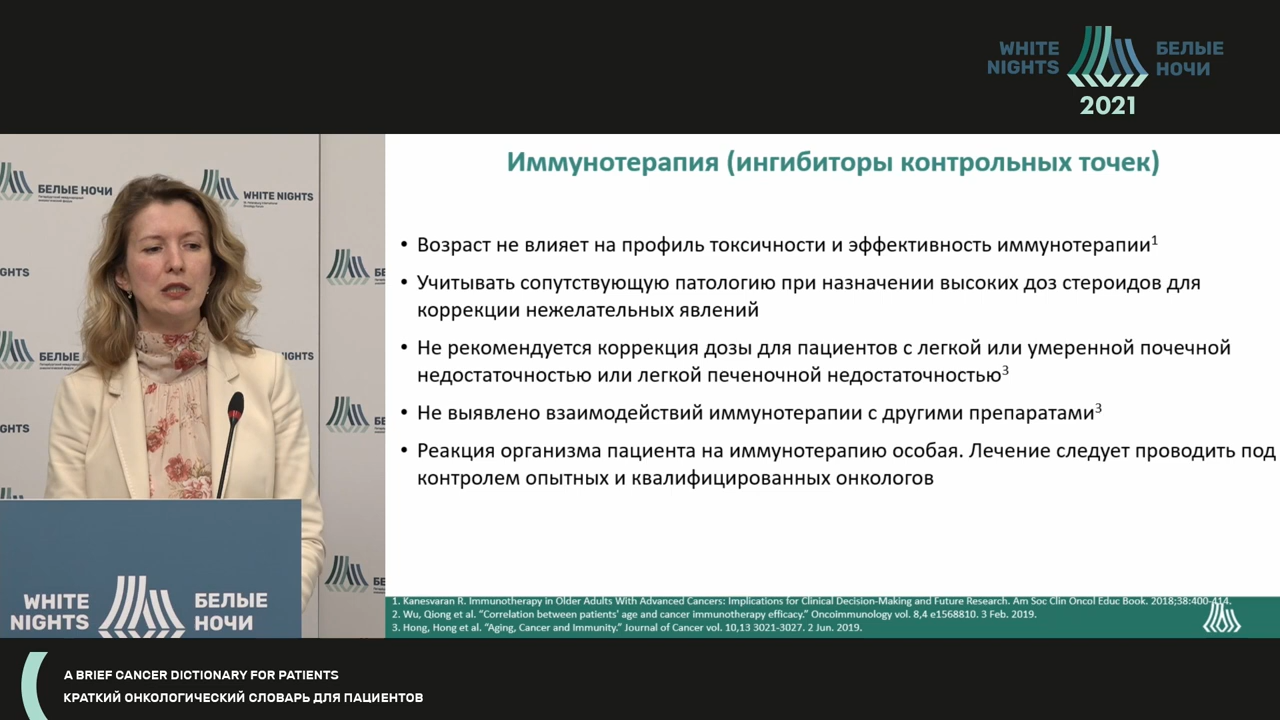 WHITE
NIGHTS
БЕЛЫЕ
НОЧИ
2021
БЕЛЫЕ НОЧИ
WHITE NIGHTS
GHTS
БЕ
БЕЛЫЕ
GHTS
GHTS
БЕ
БЕ
WHITE
NIGHTS
БЕЛЫЕ
НОЧИ
Иммунотерапия (ингибиторы контрольных точек)
• Возраст не влияет на профиль токсичности и эффективность иммунотерапии1
• Учитывать сопутствующую патологию при назначении высоких доз стероидов для
коррекции нежелательных явлений
• Не рекомендуется коррекция дозы для пациентов с легкой или умеренной почечной
недостаточностью или легкой печеночной недостаточностью3
• Не выявлено взаимодействий иммунотерапии с другими препаратами3
• Реакция организма пациента на иммунотерапию особая. Лечение следует проводить под
контролем опытных и квалифицированных онкологов
1. Kanesvaran R. Immunotherapy in Older Adults With Advanced Cancers: Implications for Clinical Decision-Making and Future Research. Am Soc Clin Oncol Educ Book. 2018;38:400-414.
2. Wu, Qiong et al. “Correlation between patients’ age and cancer immunotherapy efficacy.” Oncoimmunology vol. 8,4 e1568810. 3 Feb. 2019.
3. Hong, Hong et al. “Aging, Cancer and Immunity.” Journal of Cancer vol. 10,13 3021-3027. 2 Jun. 2019.
A BRIEF CANCER DICTIONARY FOR PATIENTS
КРАТКИЙ ОНКОЛОГИЧЕСКИЙ СЛОВАРЬ ДЛЯ ПАЦИЕНТОВ